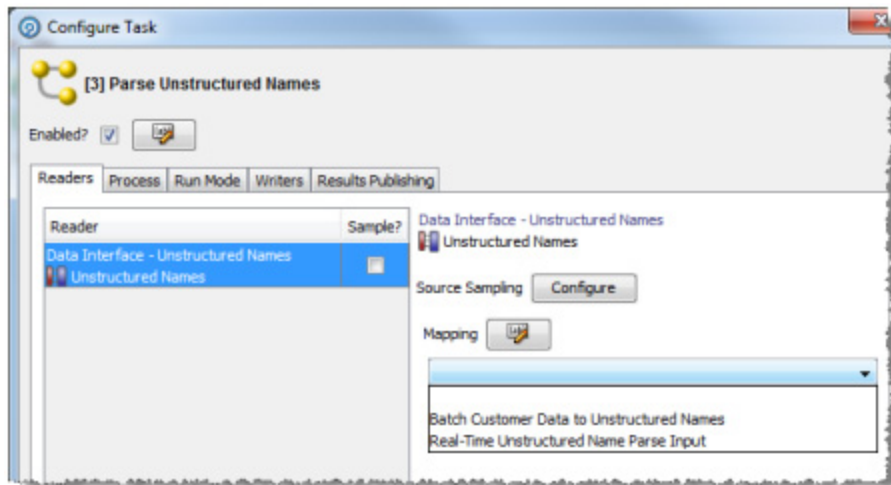 Configure Task
[3] Parse Unstructured Names
Enabled?
Readers Process Run Mode Writers Results Publishing
Reader Sample?
Data Interface - Unstructured Names
Unstructured Names
Data Interface - Unstructured Names
Unstructured Names
Source Sampling Configure
Mapping
Batch Customer Data to Unstructured Names
Real-Time Unstructured Name Parse Input